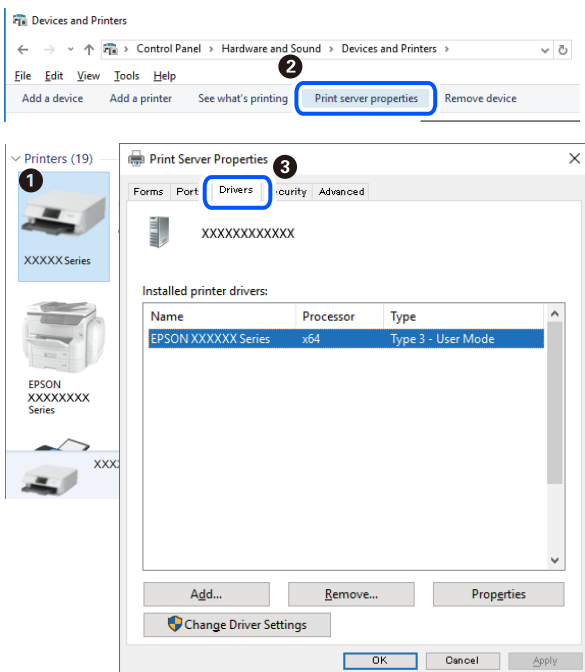 Devices and Printers
Control Panel > Hardware and Sound > Devices and Printers >
2
File Edit View Tools Help
Add a device Add a printer See what's printing Print server properties Remove device
Printers (19)
1
XXXXX Series
EPSON
XXXXXXXX
Series
XXX
Print Server Properties
3
Forms Port Drivers curity Advanced
XXXXXXXXXXXX
Installed printer drivers:
Name Processor Type
EPSON XXXXXX Series x64 Type 3 - User Mode
Add... Remove... Properties
Change Driver Settings
OK Cancel Apply